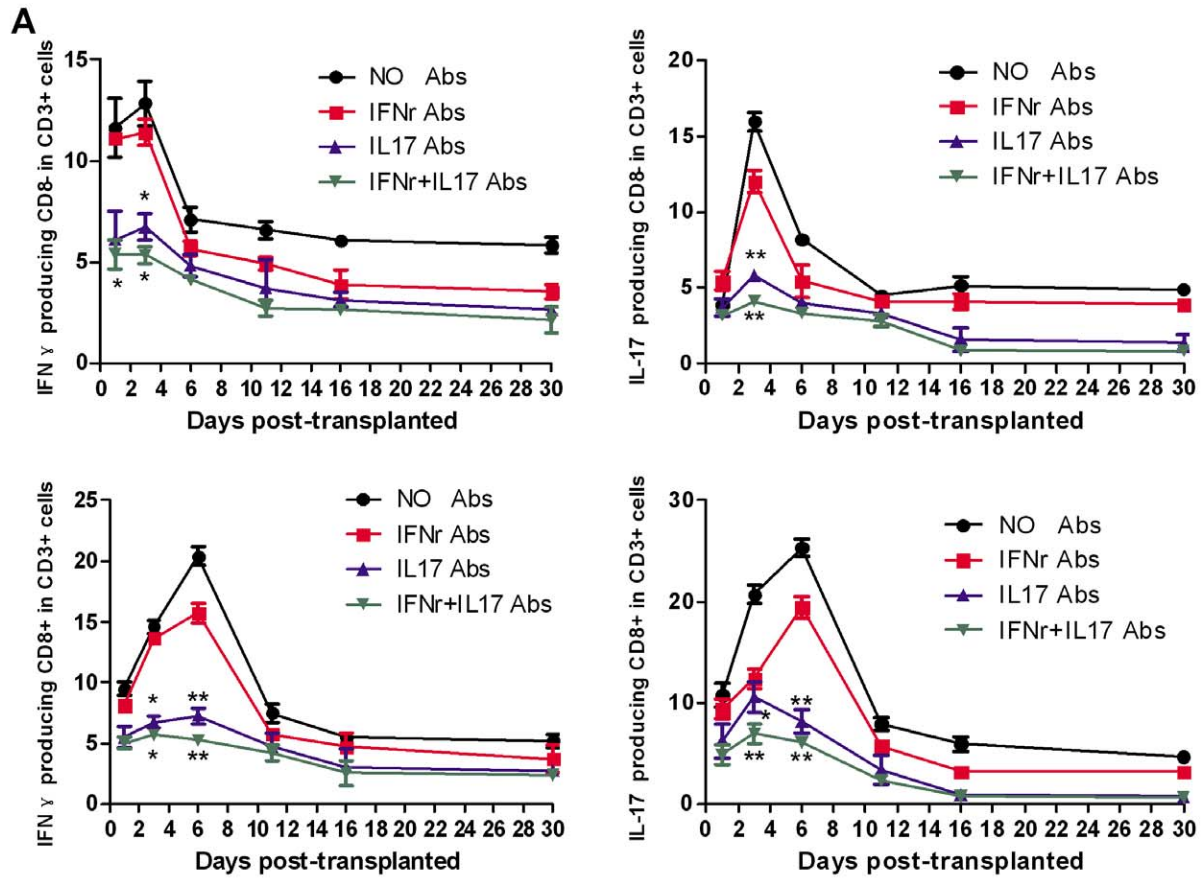 A
IFN γ producing CD8- in CD3+ cells
15
10
5
0
NO Abs
IFNr Abs
IL17 Abs
IFNr+IL17 Abs
*
*
*
0 2 4 6 8 10 12 14 16 18 20 22 24 26 28 30
Days post-transplanted
IL-17 producing CD8- in CD3+ cells
20
15
10
5
0
NO Abs
IFNr Abs
IL17 Abs
IFNr+IL17 Abs
**
**
0 2 4 6 8 10 12 14 16 18 20 22 24 26 28 30
Days post-transplanted
IFN γ producing CD8+ in CD3+ cells
25
20
15
10
5
0
NO Abs
IFNr Abs
IL17 Abs
IFNr+IL17 Abs
* **
* **
0 2 4 6 8 10 12 14 16 18 20 22 24 26 28 30
Days post-transplanted
IL-17 producing CD8+ in CD3+ cells
30
20
10
0
NO Abs
IFNr Abs
IL17 Abs
IFNr+IL17 Abs
* **
** **
0 2 4 6 8 10 12 14 16 18 20 22 24 26 28 30
Days post-transplanted